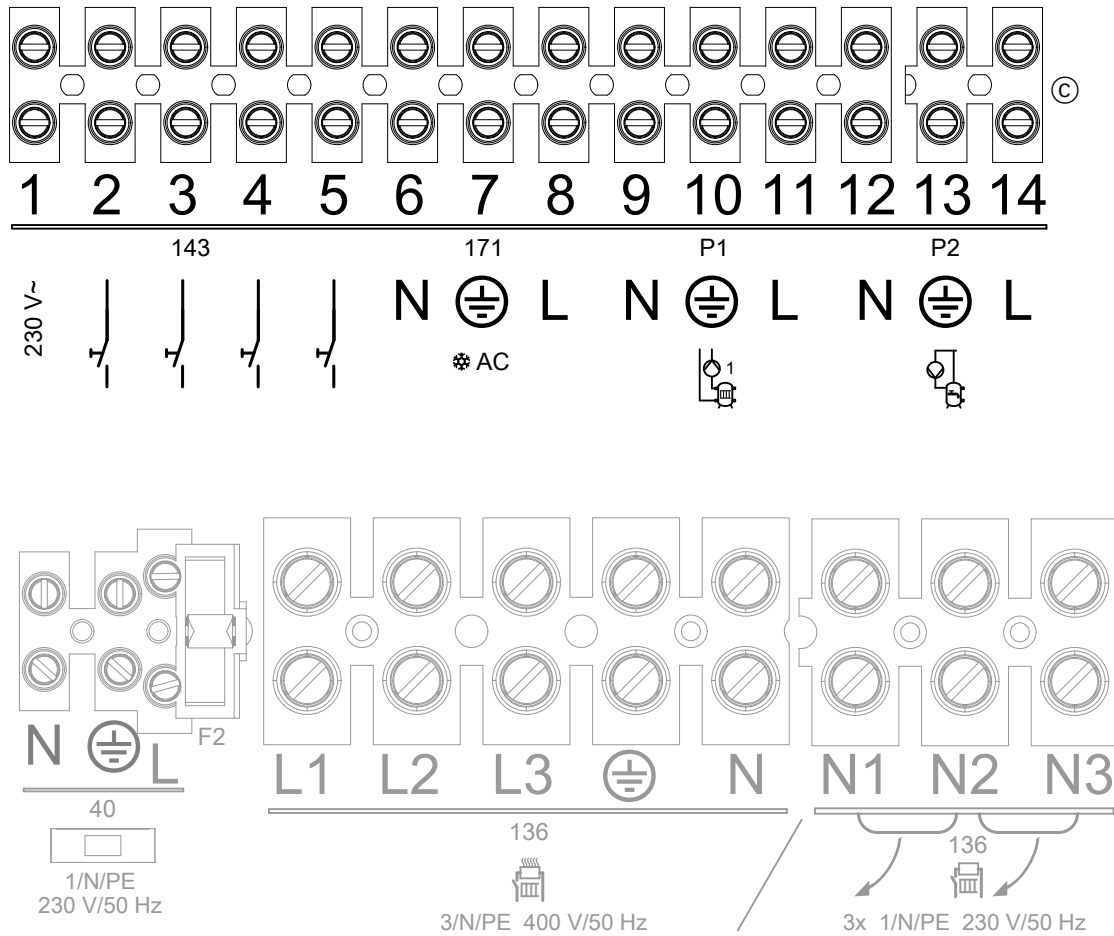 ©
1 2 3 4 5 6 7 8 9 10 11 12 13 14
143 171 P1 P2
230 V~
N L N L N L
AC
1
F2
N L
L1 L2 L3 N N1 N2 N3
40
136
136
1/N/PE
230 V/50 Hz
3/N/PE 400 V/50 Hz
3x 1/N/PE 230 V/50 Hz